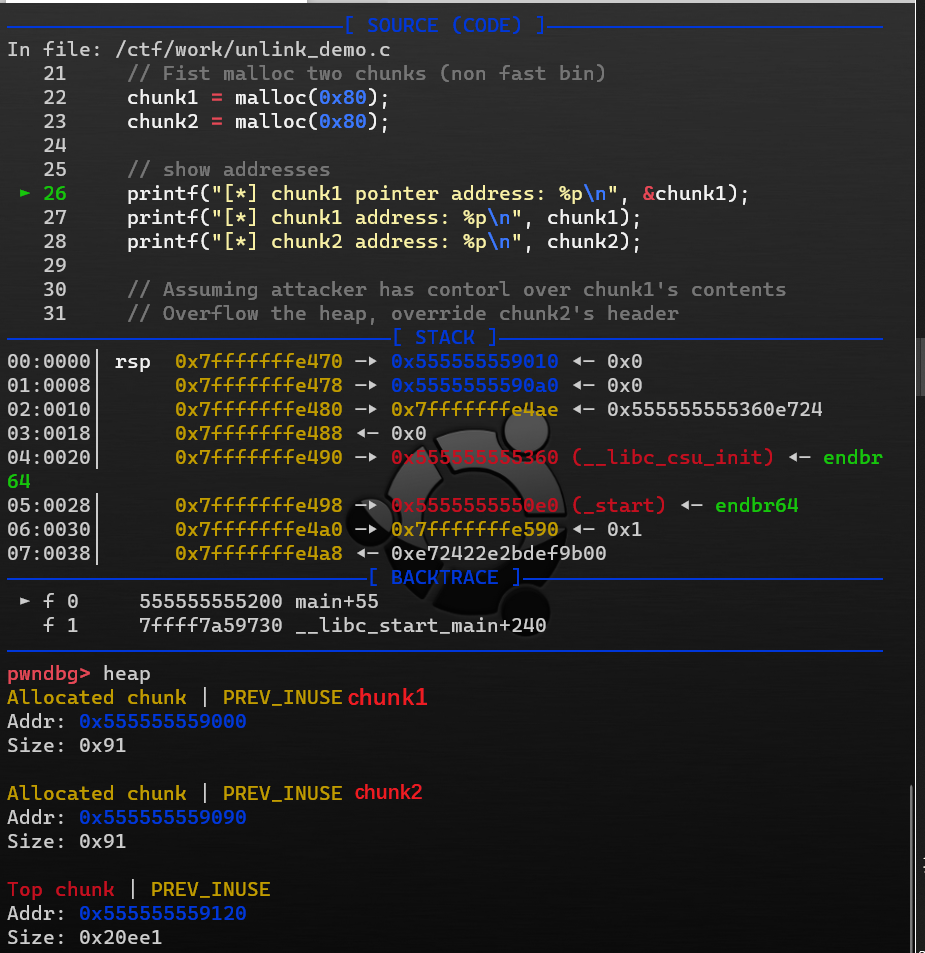 [ SOURCE (CODE) ]
In file: /ctf/work/unlink_demo.c
21 // Fist malloc two chunks (non fast bin)
22 chunk1 = malloc(0x80);
23 chunk2 = malloc(0x80);
24
25 // show addresses
► 26 printf("[*] chunk1 pointer address: %p\n", &chunk1);
27 printf("[*] chunk1 address: %p\n", chunk1);
28 printf("[*] chunk2 address: %p\n", chunk2);
29
30 // Assuming attacker has contorl over chunk1's contents
31 // Overflow the heap, override chunk2's header
[ STACK ]
00:0000│ rsp 0x7fffffffe470 —▸ 0x555555559010 ◂— 0x0
01:0008│ 0x7fffffffe478 —▸ 0x5555555590a0 ◂— 0x0
02:0010│ 0x7fffffffe480 —▸ 0x7fffffffe4ae ◂— 0x555555555360e724
03:0018│ 0x7fffffffe488 ◂— 0x0
04:0020│ 0x7fffffffe490 —▸ 0x555555555360 (__libc_csu_init) ◂— endbr
64
05:0028│ 0x7fffffffe498 —▸ 0x5555555550e0 (_start) ◂— endbr64
06:0030│ 0x7fffffffe4a0 —▸ 0x7fffffffe590 ◂— 0x1
07:0038│ 0x7fffffffe4a8 ◂— 0xe72422e2bdef9b00
[ BACKTRACE ]
► f 0 555555555200 main+55
f 1 7ffff7a59730 __libc_start_main+240
pwndbg> heap
Allocated chunk | PREV_INUSE chunk1
Addr: 0x555555559000
Size: 0x91
Allocated chunk | PREV_INUSE chunk2
Addr: 0x555555559090
Size: 0x91
Top chunk | PREV_INUSE
Addr: 0x555555559120
Size: 0x20ee1